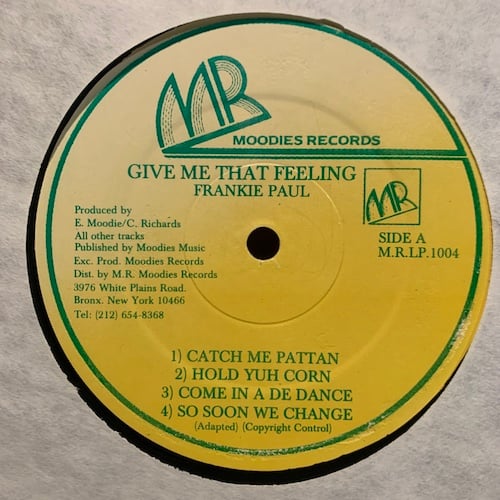 MR
MOODIES RECORDS
GIVE ME THAT FEELING
FRANKIE PAUL
MR
Produced by
E. Moodie/C. Richards
All other tracks
Published by Moodies Music
Exc. Prod. Moodies Records
Dist. by M.R. Moodies Records
3976 White Plains Road.
Bronx. New York 10466
Tel: (212) 654-8368
SIDE A
M.R.LP.1004
1) CATCH ME PATTAN
2) HOLD YUH CORN
3) COME IN A DE DANCE
4) SO SOON WE CHANGE
(Adapted) (Copyright Control)